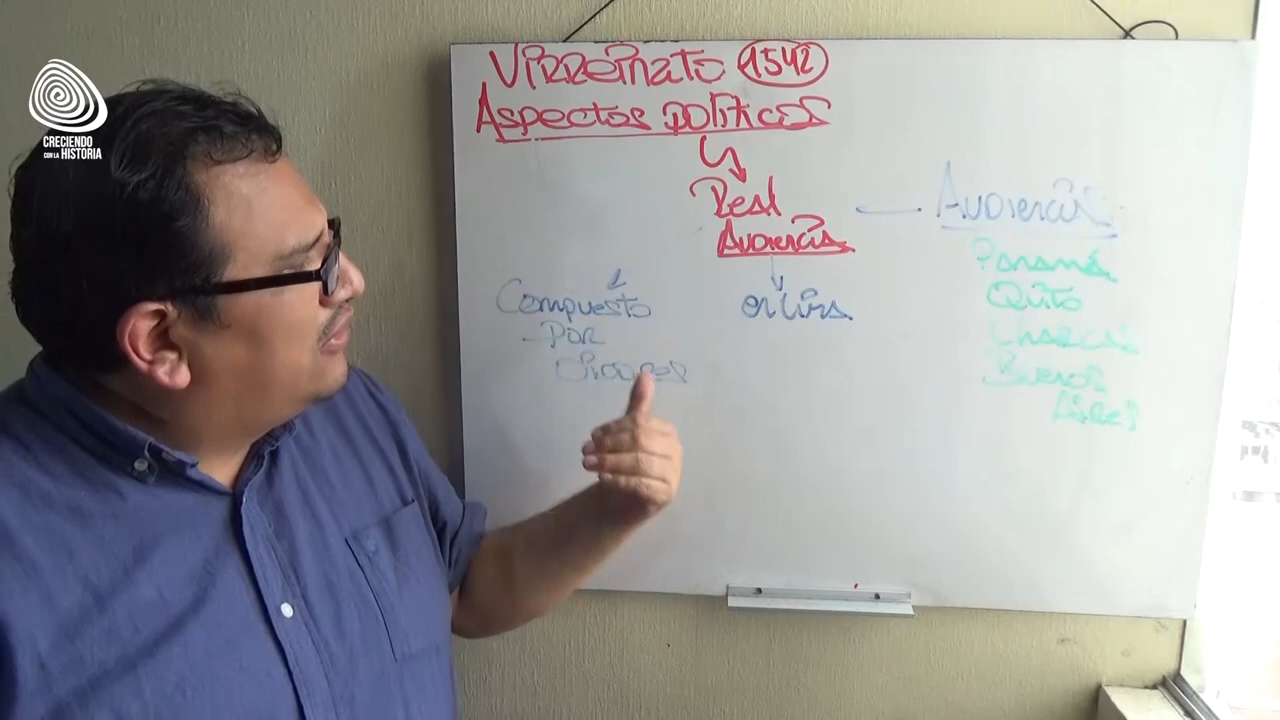 CRECIENDO
CON LA HISTORIA
Virreinato 1542
Aspectos políticos
Real
Audiencia
en Lima
Compuesto
por
Oidores
Audiencias
Panamá
Quito
Charcas
Buenos
Aires